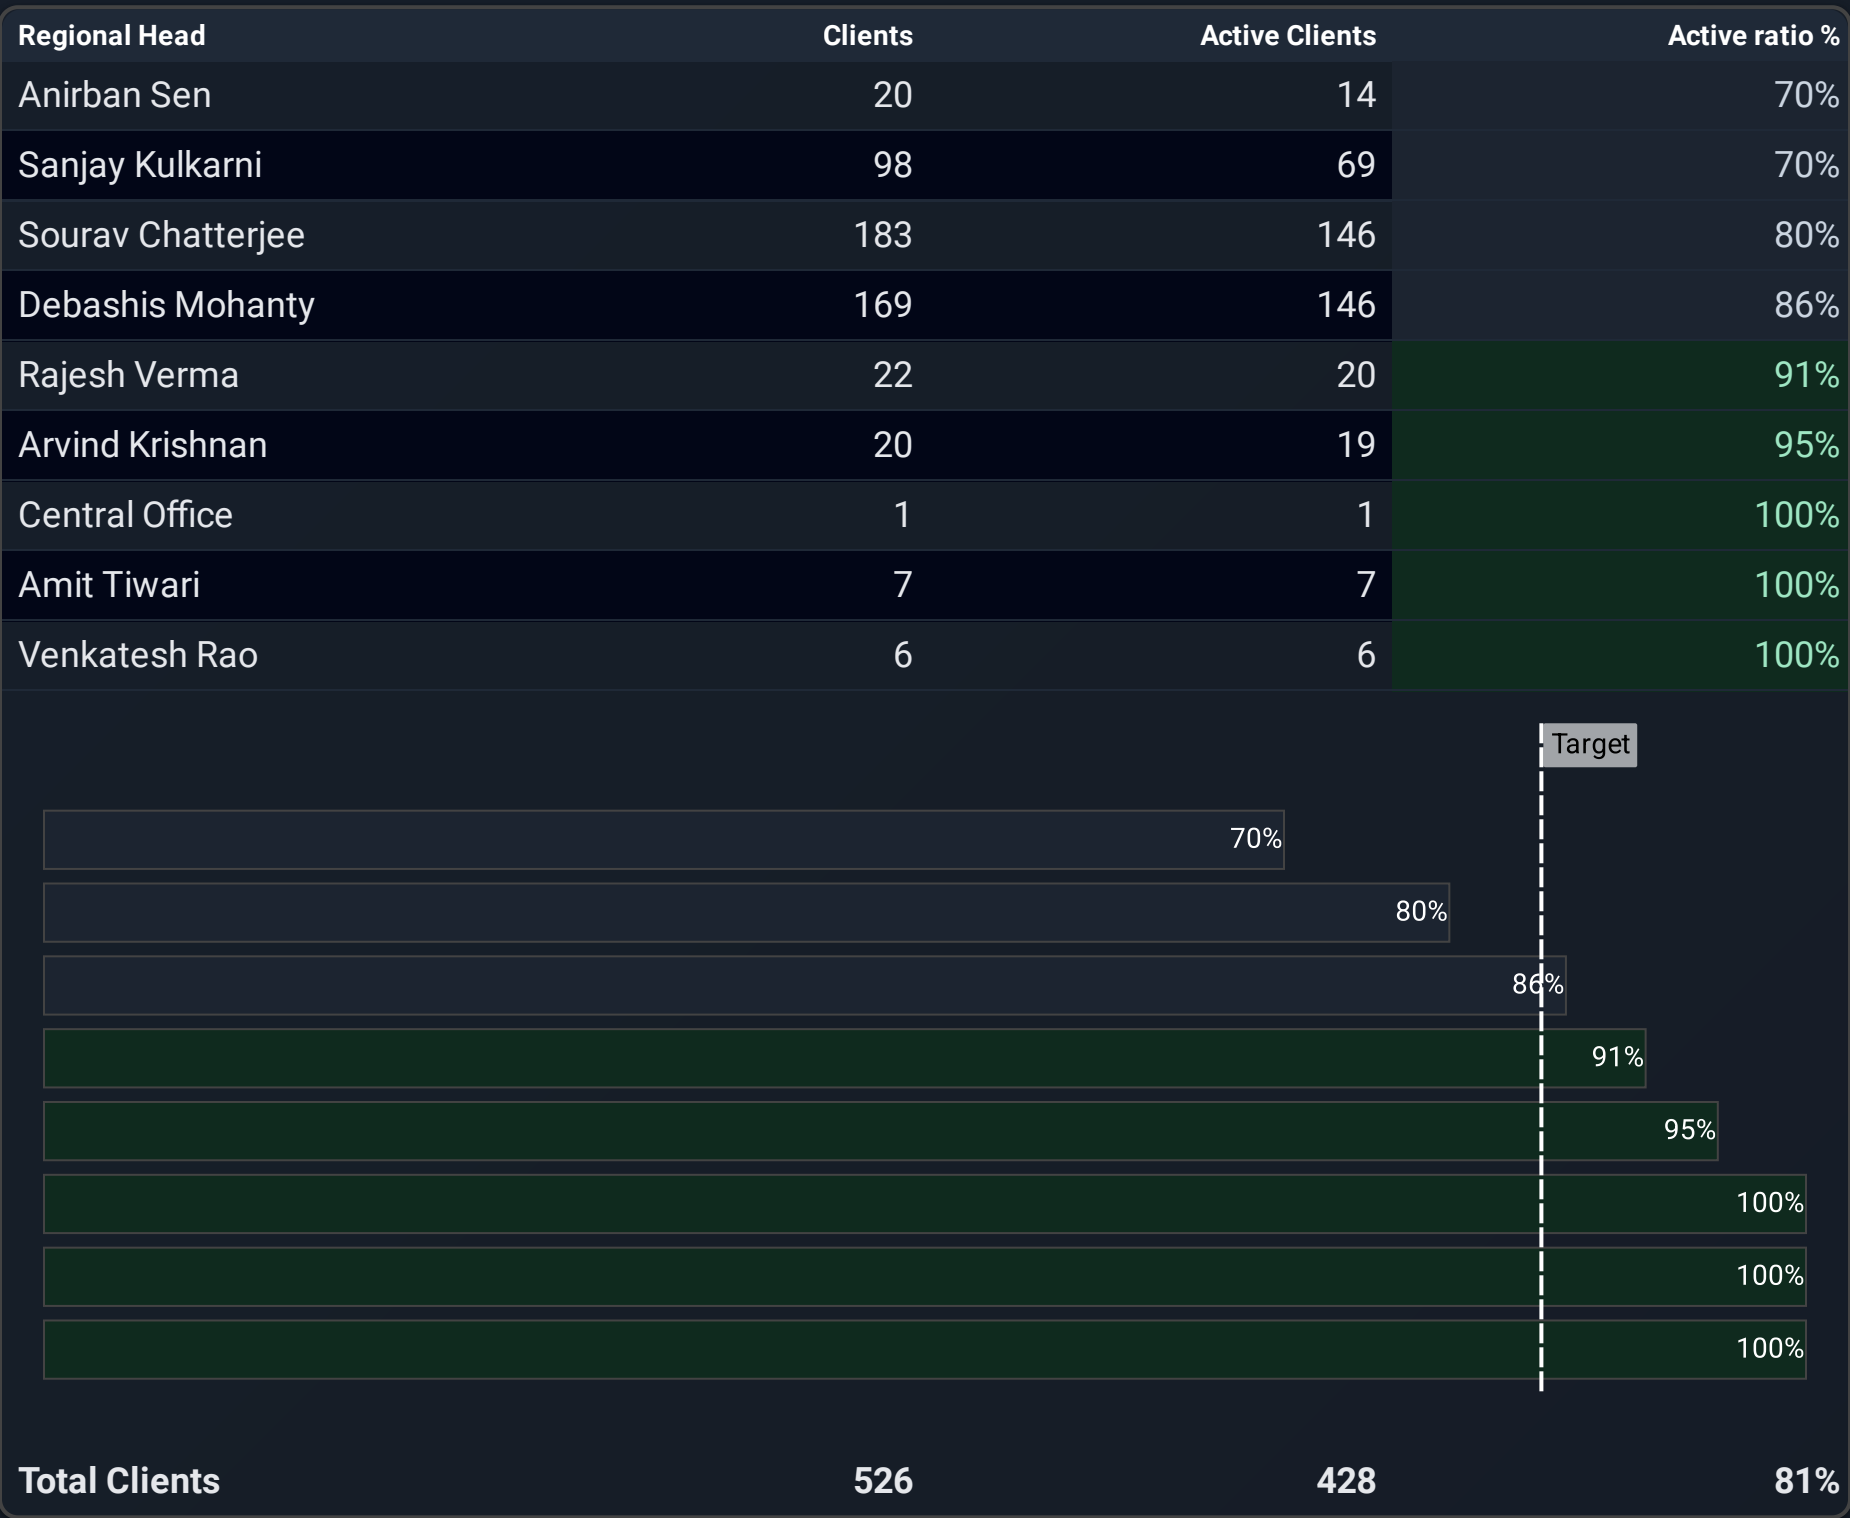 Regional Head Clients Active Clients Active ratio %
Anirban Sen 20 14 70%
Sanjay Kulkarni 98 69 70%
Sourav Chatterjee 183 146 80%
Debashis Mohanty 169 146 86%
Rajesh Verma 22 20 91%
Arvind Krishnan 20 19 95%
Central Office 1 1 100%
Amit Tiwari 7 7 100%
Venkatesh Rao 6 6 100%
Target
70%
80%
86%
91%
95%
100%
100%
100%
Total Clients 526 428 81%